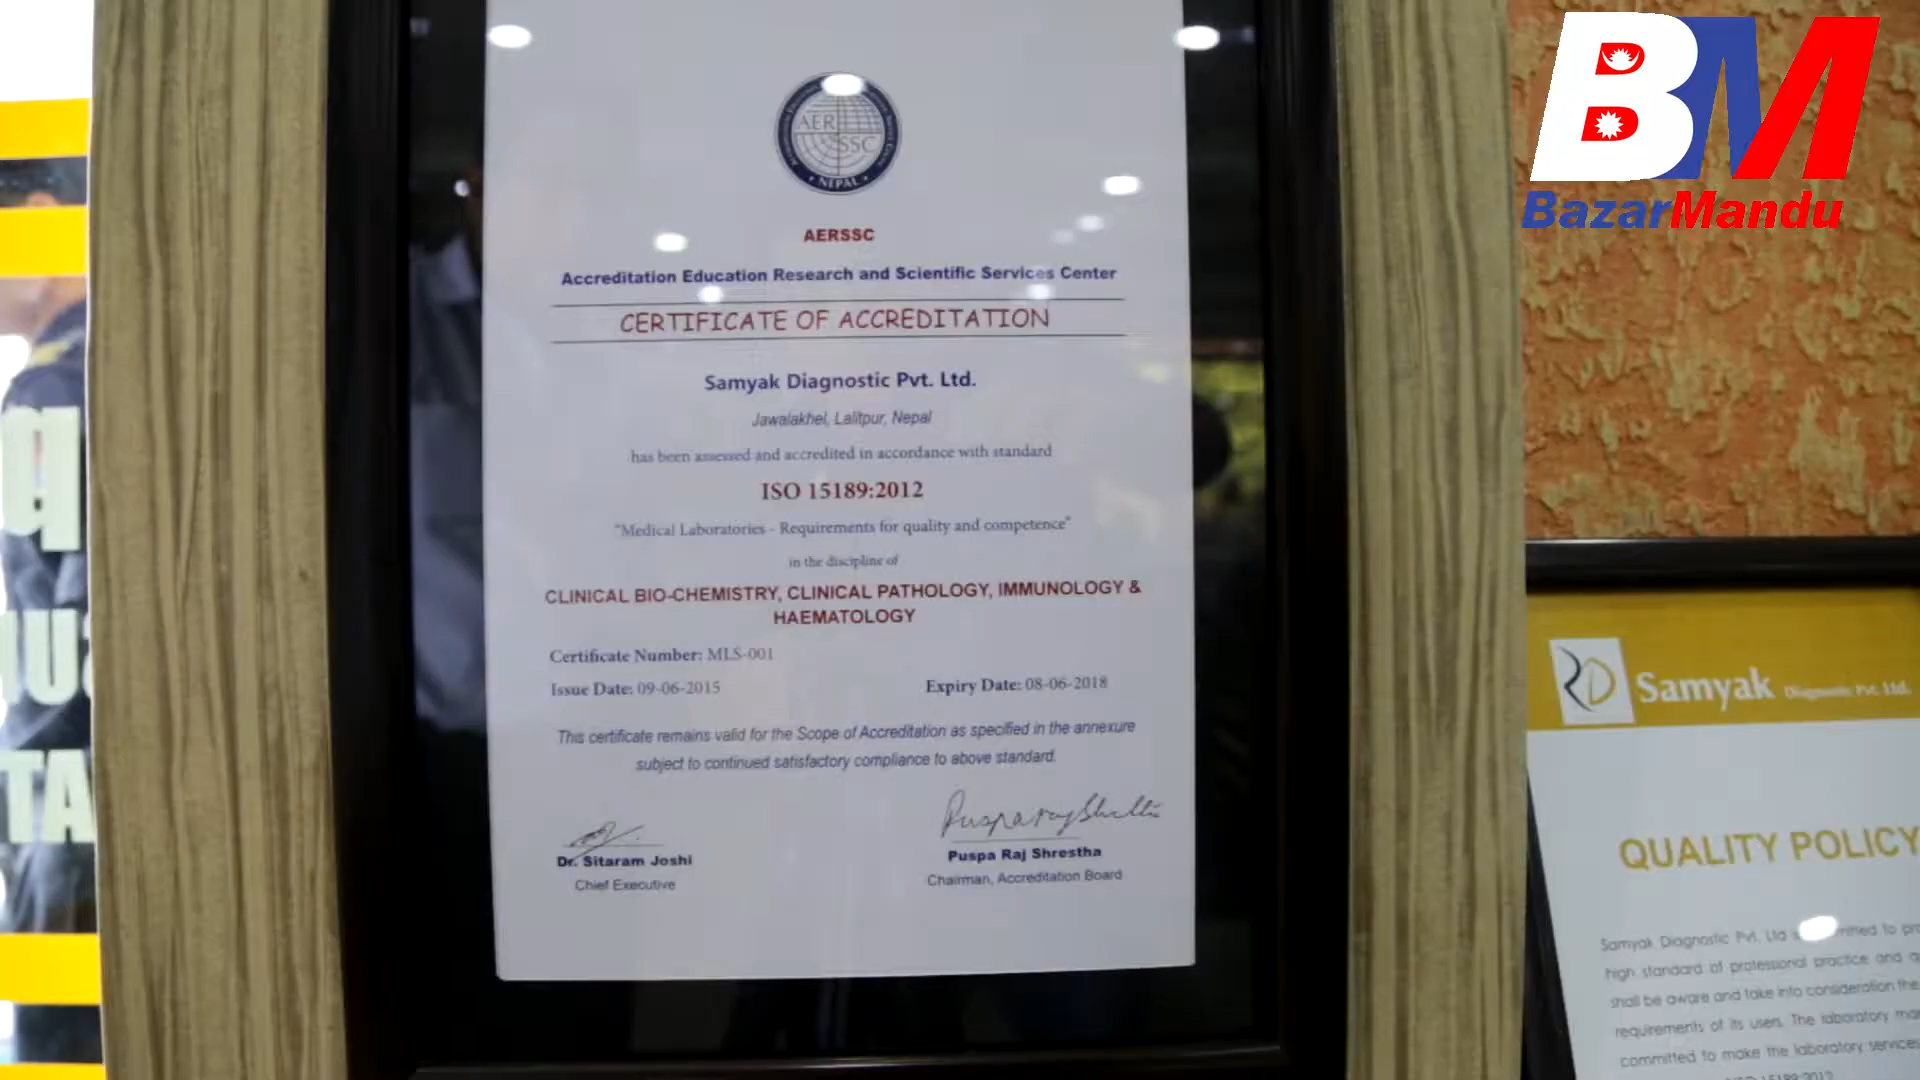 AERSSC
NEPAL
AERSSC
Accreditation Education Research and Scientific Services Center
CERTIFICATE OF ACCREDITATION
Samyak Diagnostic Pvt. Ltd.
Jawalakhel, Lalitpur, Nepal
has been assessed and accredited in accordance with standard
ISO 15189:2012
"Medical Laboratories - Requirements for quality and competence"
in the discipline of
CLINICAL BIO-CHEMISTRY, CLINICAL PATHOLOGY, IMMUNOLOGY &
HAEMATOLOGY
Certificate Number: MLS-001
Issue Date: 09-06-2015 Expiry Date: 08-06-2018
This certificate remains valid for the Scope of Accreditation as specified in the annexure
subject to continued satisfactory compliance to above standard.
Dr. Sitaram Joshi
Chief Executive
Puspa Raj Shrestha
Chairman, Accreditation Board
BM
BazarMandu
Samyak Diagnostic Pvt. Ltd.
QUALITY POLICY
Samyak Diagnostic Pvt. Ltd
high standard of professional practice and
shall be aware and take into consideration the
requirements of its users. The laboratory
committed to make the laboratory services
15189:2012